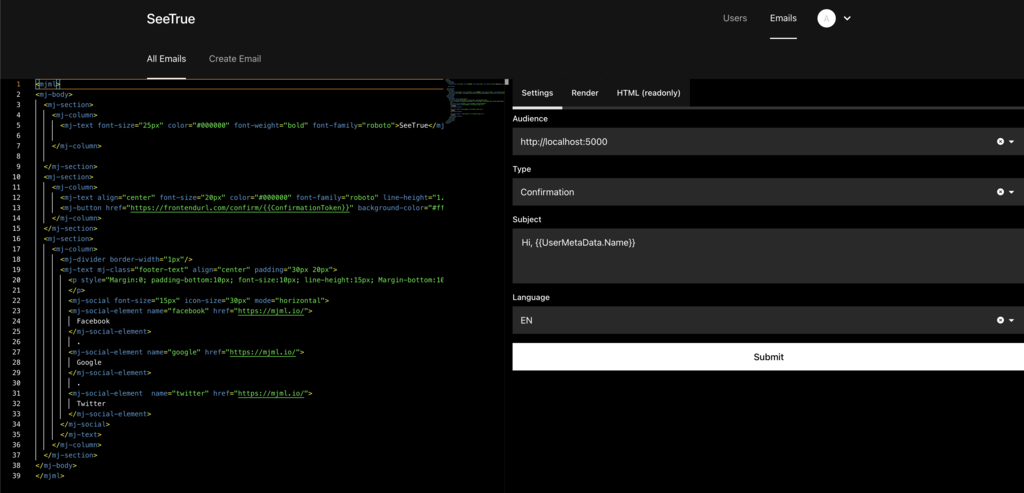 SeeTrue
Users
Emails
A
All Emails
Create Email
1 <mjml>
2 <mj-body>
3 <mj-section>
4 <mj-column>
5 <mj-text font-size="25px" color="#000000" font-weight="bold" font-family="roboto">SeeTrue</mj
6
7 </mj-column>
8
9 </mj-section>
10 <mj-section>
11 <mj-column>
12 <mj-text align="center" font-size="20px" color="#000000" font-family="roboto" line-height="1.
13 <mj-button href="https://frontendurl.com/confirm/{{ConfirmationToken}}" background-color="#ff
14 </mj-column>
15 </mj-section>
16 <mj-section>
17 <mj-column>
18 <mj-divider border-width="1px"/>
19 <mj-text mj-class="footer-text" align="center" padding="30px 20px">
20 <p style="Margin:0; padding-bottom:10px; font-size:10px; line-height:15px; Margin-bottom:10
21 </p>
22 <mj-social font-size="15px" icon-size="30px" mode="horizontal">
23 <mj-social-element name="facebook" href="https://mjml.io/">
24 Facebook
25 </mj-social-element>
26 .
27 <mj-social-element name="google" href="https://mjml.io/">
28 Google
29 </mj-social-element>
30 .
31 <mj-social-element name="twitter" href="https://mjml.io/">
32 Twitter
33 </mj-social-element>
34 </mj-social>
35 </mj-text>
36 </mj-column>
37 </mj-section>
38 </mj-body>
39 </mjml>
Settings
Render
HTML (readonly)
Audience
http://localhost:5000
Type
Confirmation
Subject
Hi, {{UserMetaData.Name}}
Language
EN
Submit